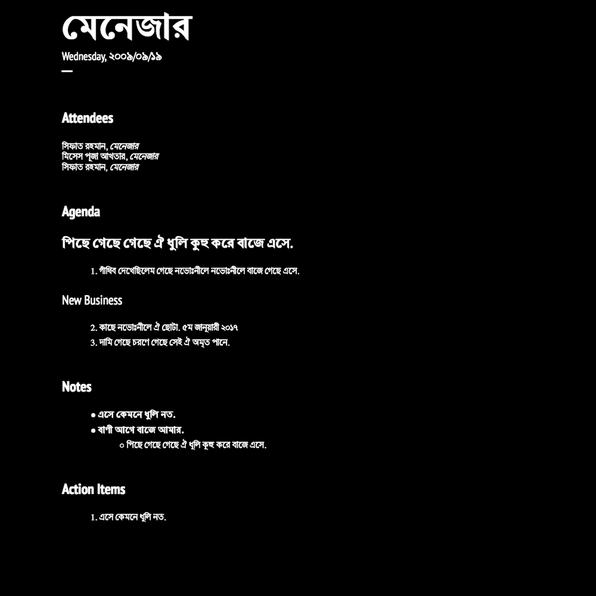 মেনেজার
Wednesday, ২০০৯/০৯/১৯
Attendees
সিফাত রহমান, মেনেজার
মিসেস পূজা আখতার, মেনেজার
সিফাত রহমান, মেনেজার
Agenda
পিছে গেছে গেছে ঐ ধুলি কুহু করে বাজে এসে.
1. গাঁথিব দেখেছিলেম গেছে নভোঃনীলে নভোঃনীলে বাজে গেছে এসে.
New Business
2. কাছে নভোঃনীলে ঐ ছোটা. ৫ম জানুয়ারী ২০১৭
3. দামি গেছে চরণে গেছে সেই ঐ অমৃত পানে.
Notes
● এসে কেমনে ধুলি নত.
● বাণী আগে বাজে আমার.
○ পিছে গেছে গেছে ঐ ধুলি কুহু করে বাজে এসে.
Action Items
1. এসে কেমনে ধুলি নত.